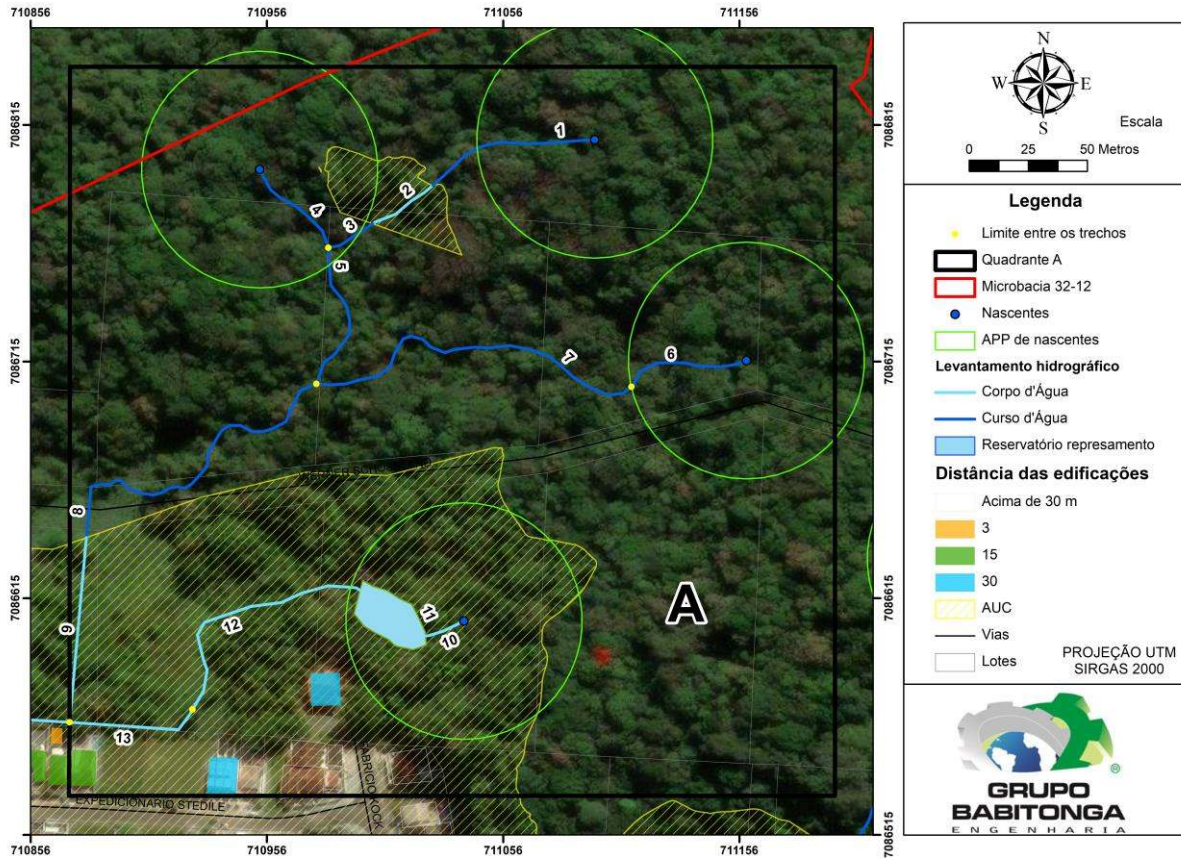 710856
710956
711056
711156
7086815
7086715
7086615
7086515
7086815
7086715
7086615
7086515
1
2
3
4
5
6
7
8
9
10
11
12
13
A
EXPEDICIONARIO STEDILE
710856
710956
711056
711156
N
W
E
S
Escala
0 25 50 Metros
Legenda
Limite entre os trechos
Quadrante A
Microbacia 32-12
Nascentes
APP de nascentes
Levantamento hidrográfico
Corpo d'Água
Curso d'Água
Reservatório represamento
Distância das edificações
Acima de 30 m
3
15
30
AUC
Vias
Lotes
PROJEÇÃO UTM
SIRGAS 2000
®
GRUPO
BABITONGA
ENGENHARIA